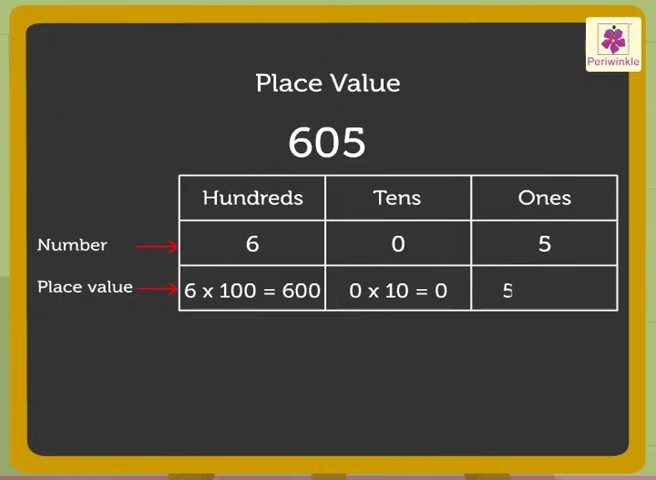 Periwinkle
Place Value
605
Hundreds Tens Ones
Number 6 0 5
Place value 6 x 100 = 600 0 x 10 = 0 5